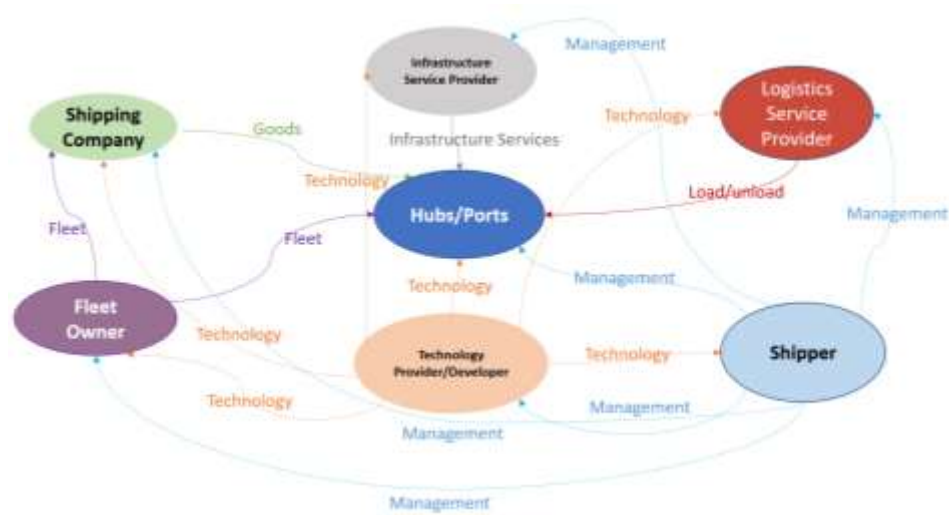 Management
Infrastructure
Service Provider
Logistics
Service
Provider
Shipping
Company
Goods
Technology
Infrastructure Services
Technology
Load/unload
Hubs/Ports
Management
Fleet
Fleet
Management
Technology
Fleet
Owner
Technology
Technology
Provider/Developer
Technology
Shipper
Technology
Management
Management
Management